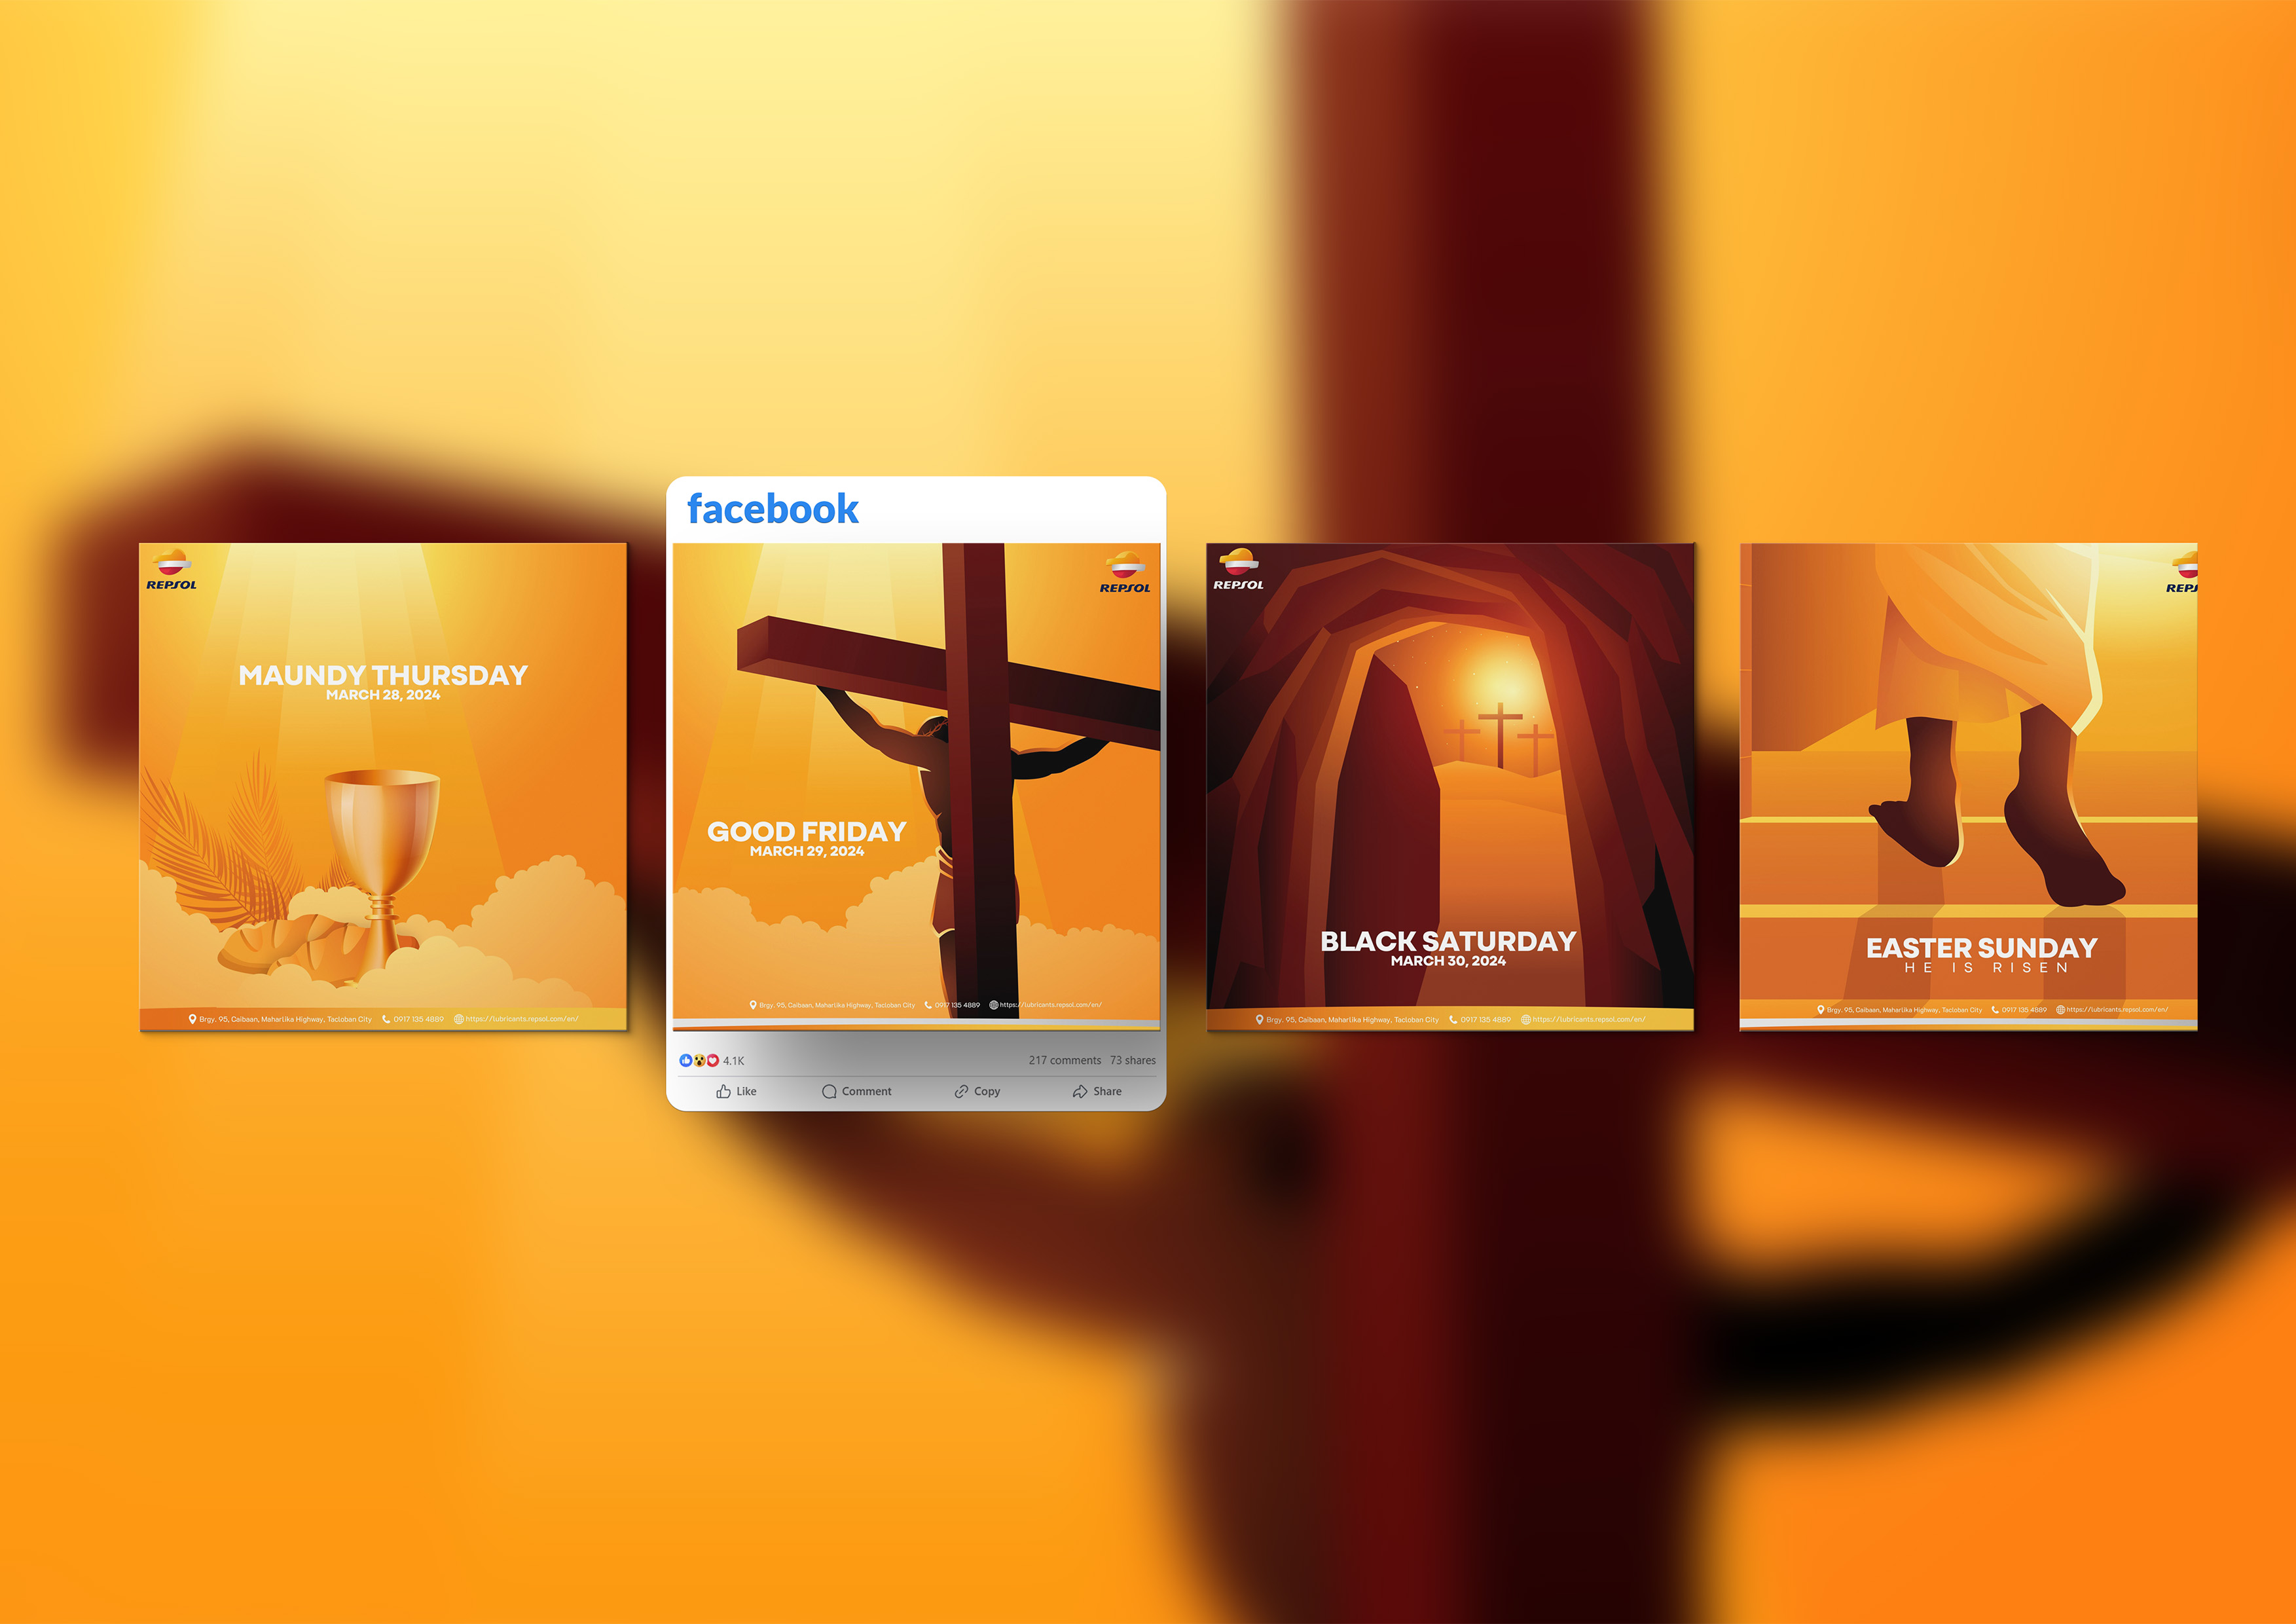 REPSOL
MAUNDY THURSDAY
MARCH 28, 2024
Brgy. 95, Caibaan, Maharlika Highway, Tacloban City 0917 135 4889 https://lubricants.repsol.com/en/
facebook
REPSOL
GOOD FRIDAY
MARCH 29, 2024
Brgy. 95, Caibaan, Maharlika Highway, Tacloban City 0917 135 4889 https://lubricants.repsol.com/en/
4.1K 217 comments 73 shares
Like Comment Copy Share
REPSOL
BLACK SATURDAY
MARCH 30, 2024
Brgy. 95, Caibaan, Maharlika Highway, Tacloban City 0917 135 4889 https://lubricants.repsol.com/en/
REPS
EASTER SUNDAY
HE IS RISEN
Brgy. 95, Caibaan, Maharlika Highway, Tacloban City 0917 135 4889 https://lubricants.repsol.com/en/